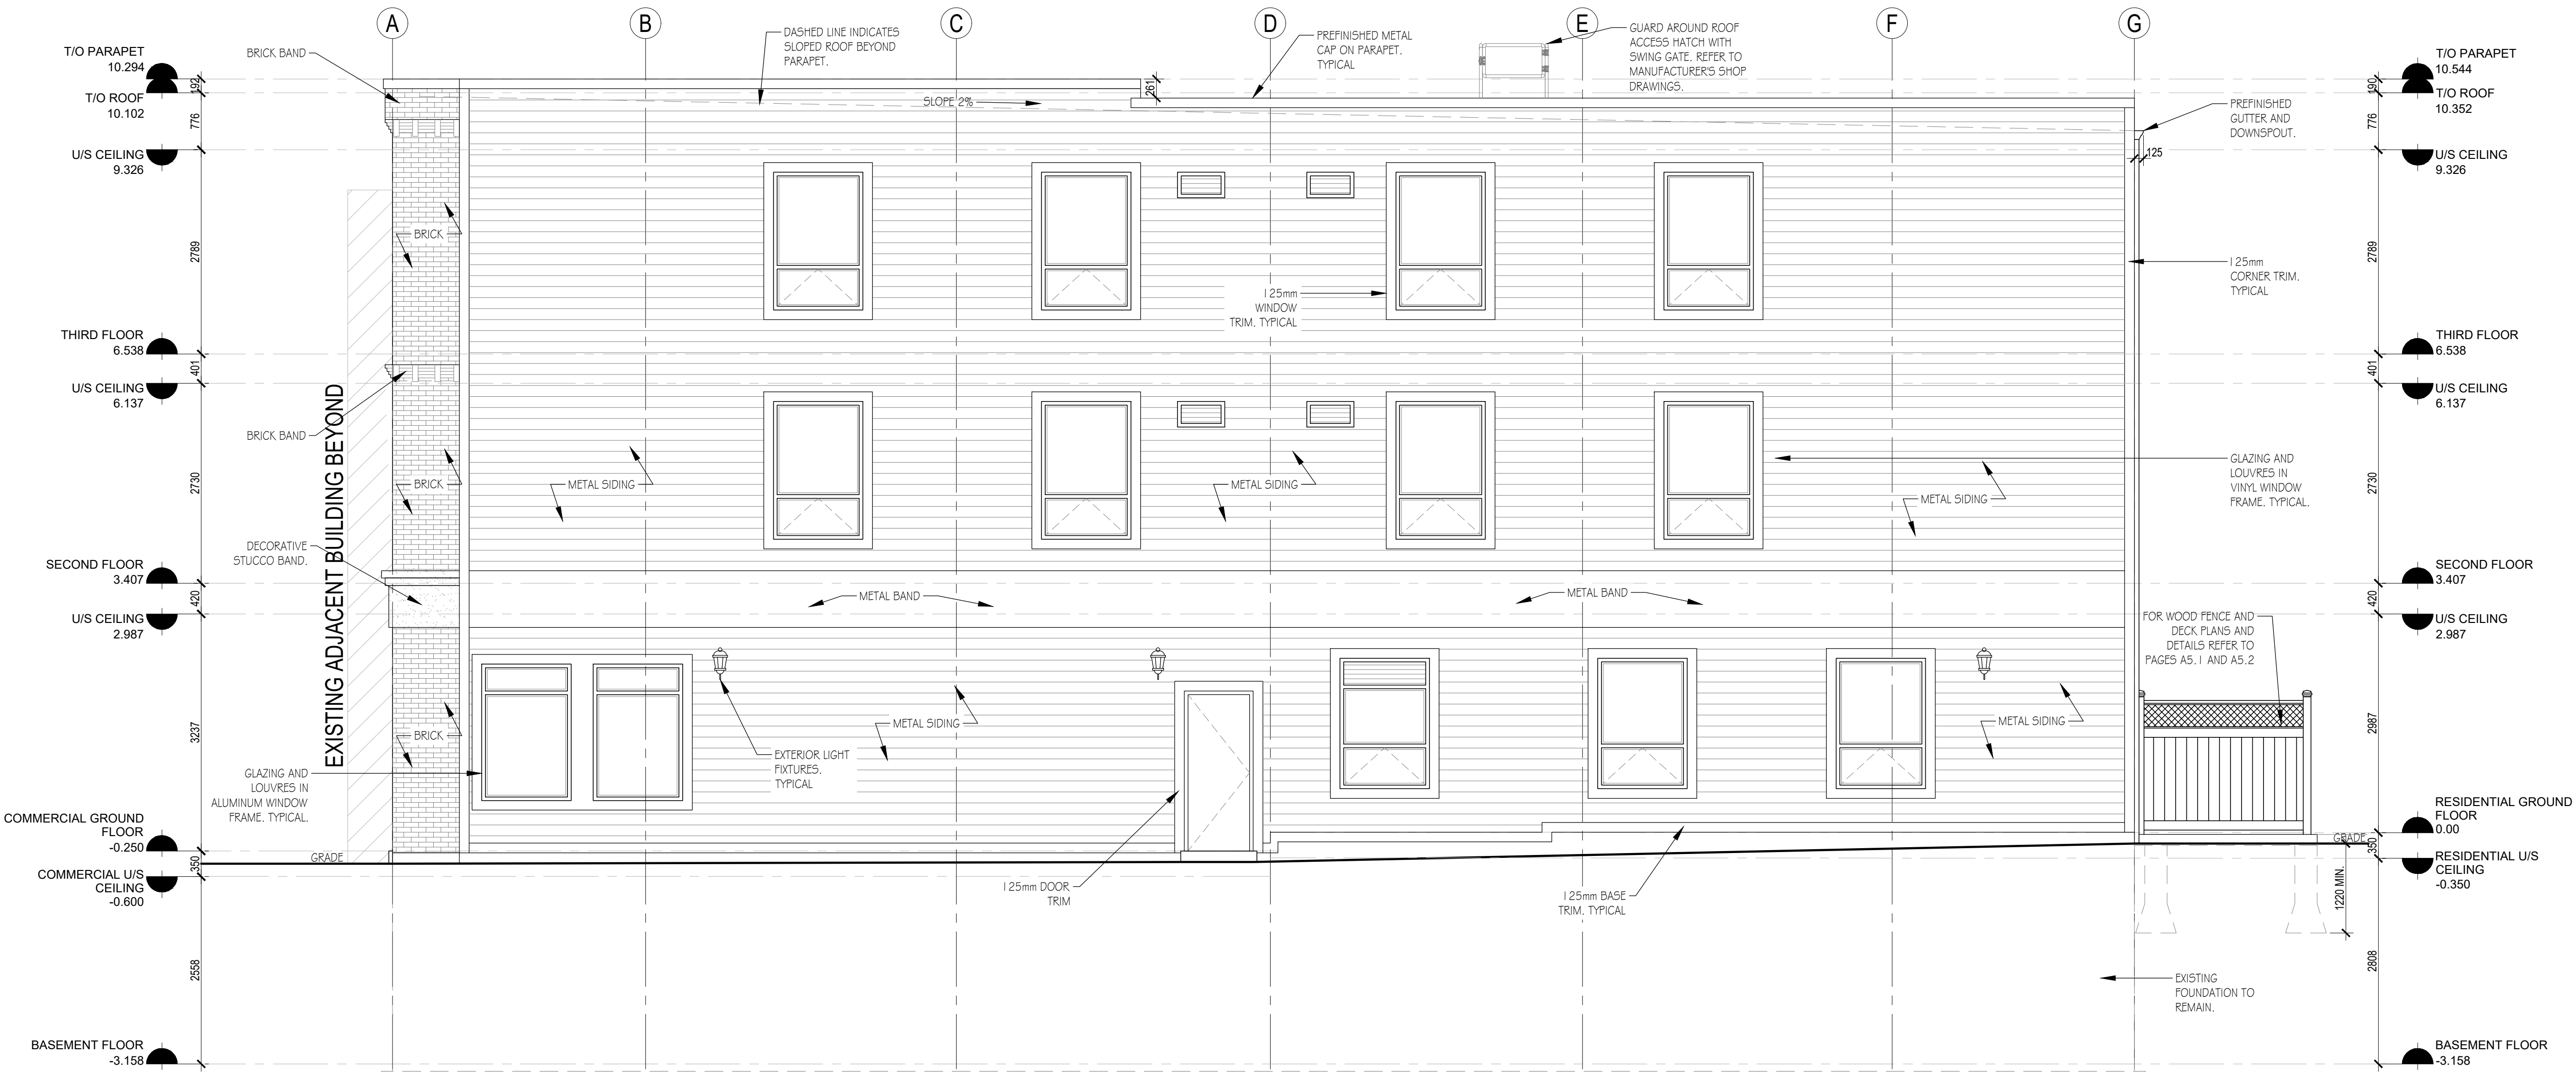 A
B
C
D
E
F
G
T/O PARAPET
10.294
T/O ROOF
10.102
U/S CEILING
9.326
THIRD FLOOR
6.538
U/S CEILING
6.137
SECOND FLOOR
3.407
U/S CEILING
2.987
COMMERCIAL GROUND
FLOOR
-0.250
COMMERCIAL U/S
CEILING
-0.600
BASEMENT FLOOR
-3.158
192
776
2789
401
2730
420
3237
350
2558
BRICK BAND
BRICK
BRICK BAND
BRICK
DECORATIVE
STUCCO BAND.
BRICK
GLAZING AND
LOUVRES IN
ALUMINUM WINDOW
FRAME. TYPICAL.
EXISTING ADJACENT BUILDING BEYOND
GRADE
DASHED LINE INDICATES
SLOPED ROOF BEYOND
PARAPET.
SLOPE 2%
261
PREFINISHED METAL
CAP ON PARAPET.
TYPICAL
GUARD AROUND ROOF
ACCESS HATCH WITH
SWING GATE. REFER TO
MANUFACTURER'S SHOP
DRAWINGS.
125mm
WINDOW
TRIM. TYPICAL
METAL SIDING
METAL SIDING
METAL SIDING
METAL BAND
METAL BAND
METAL SIDING
METAL SIDING
EXTERIOR LIGHT
FIXTURES.
TYPICAL
125mm DOOR
TRIM
125mm BASE
TRIM. TYPICAL
PREFINISHED
GUTTER AND
DOWNSPOUT.
125
125mm
CORNER TRIM.
TYPICAL
GLAZING AND
LOUVRES IN
VINYL WINDOW
FRAME. TYPICAL.
FOR WOOD FENCE AND
DECK PLANS AND
DETAILS REFER TO
PAGES A5.1 AND A5.2
GRADE
1220 MIN.
EXISTING
FOUNDATION TO
REMAIN.
190
776
2789
401
2730
420
2987
350
2808
T/O PARAPET
10.544
T/O ROOF
10.352
U/S CEILING
9.326
THIRD FLOOR
6.538
U/S CEILING
6.137
SECOND FLOOR
3.407
U/S CEILING
2.987
RESIDENTIAL GROUND
FLOOR
0.00
RESIDENTIAL U/S
CEILING
-0.350
BASEMENT FLOOR
-3.158